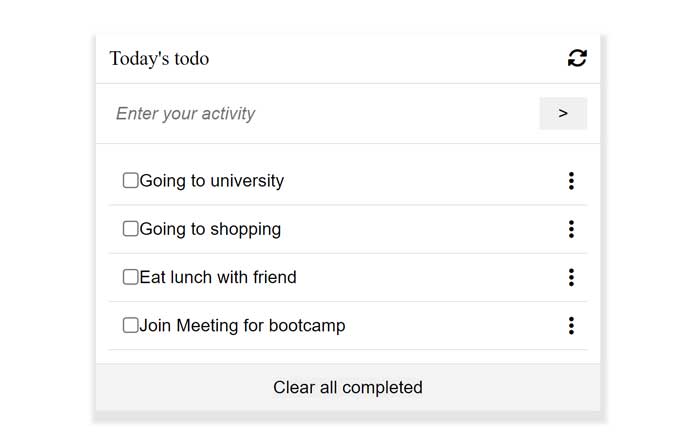 Today's todo
Enter your activity
>
Going to university
Going to shopping
Eat lunch with friend
Join Meeting for bootcamp
Clear all completed